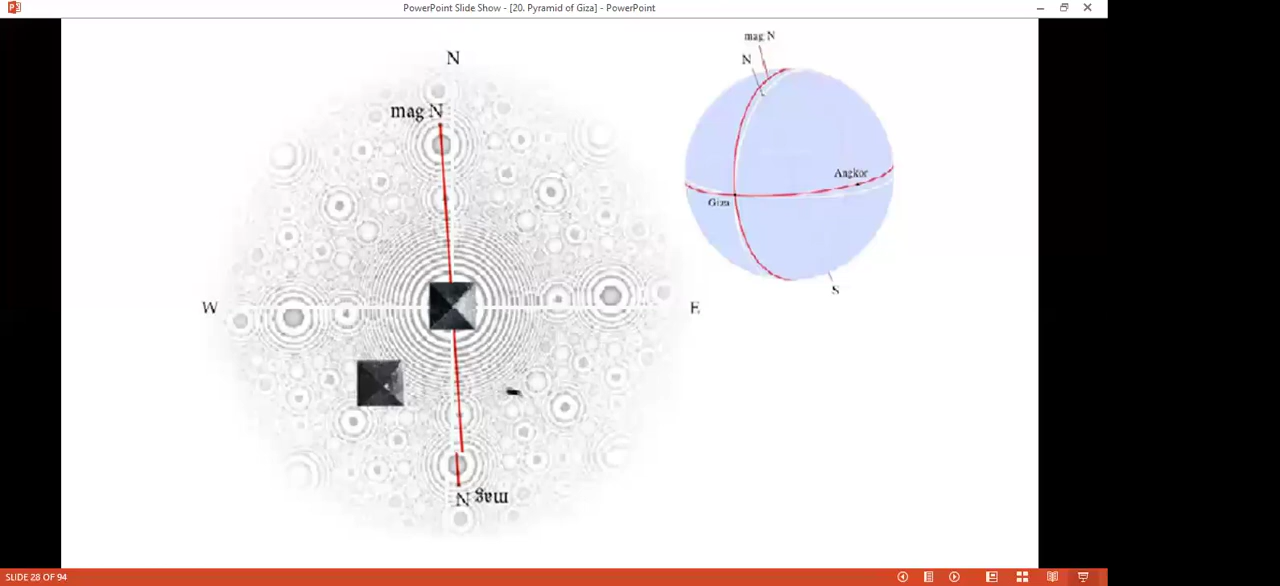 PowerPoint Slide Show - [20. Pyramid of Giza] - PowerPoint
N
mag N
W
E
mag N
mag N
N
Angkor
Giza
S
SLIDE 28 OF 94